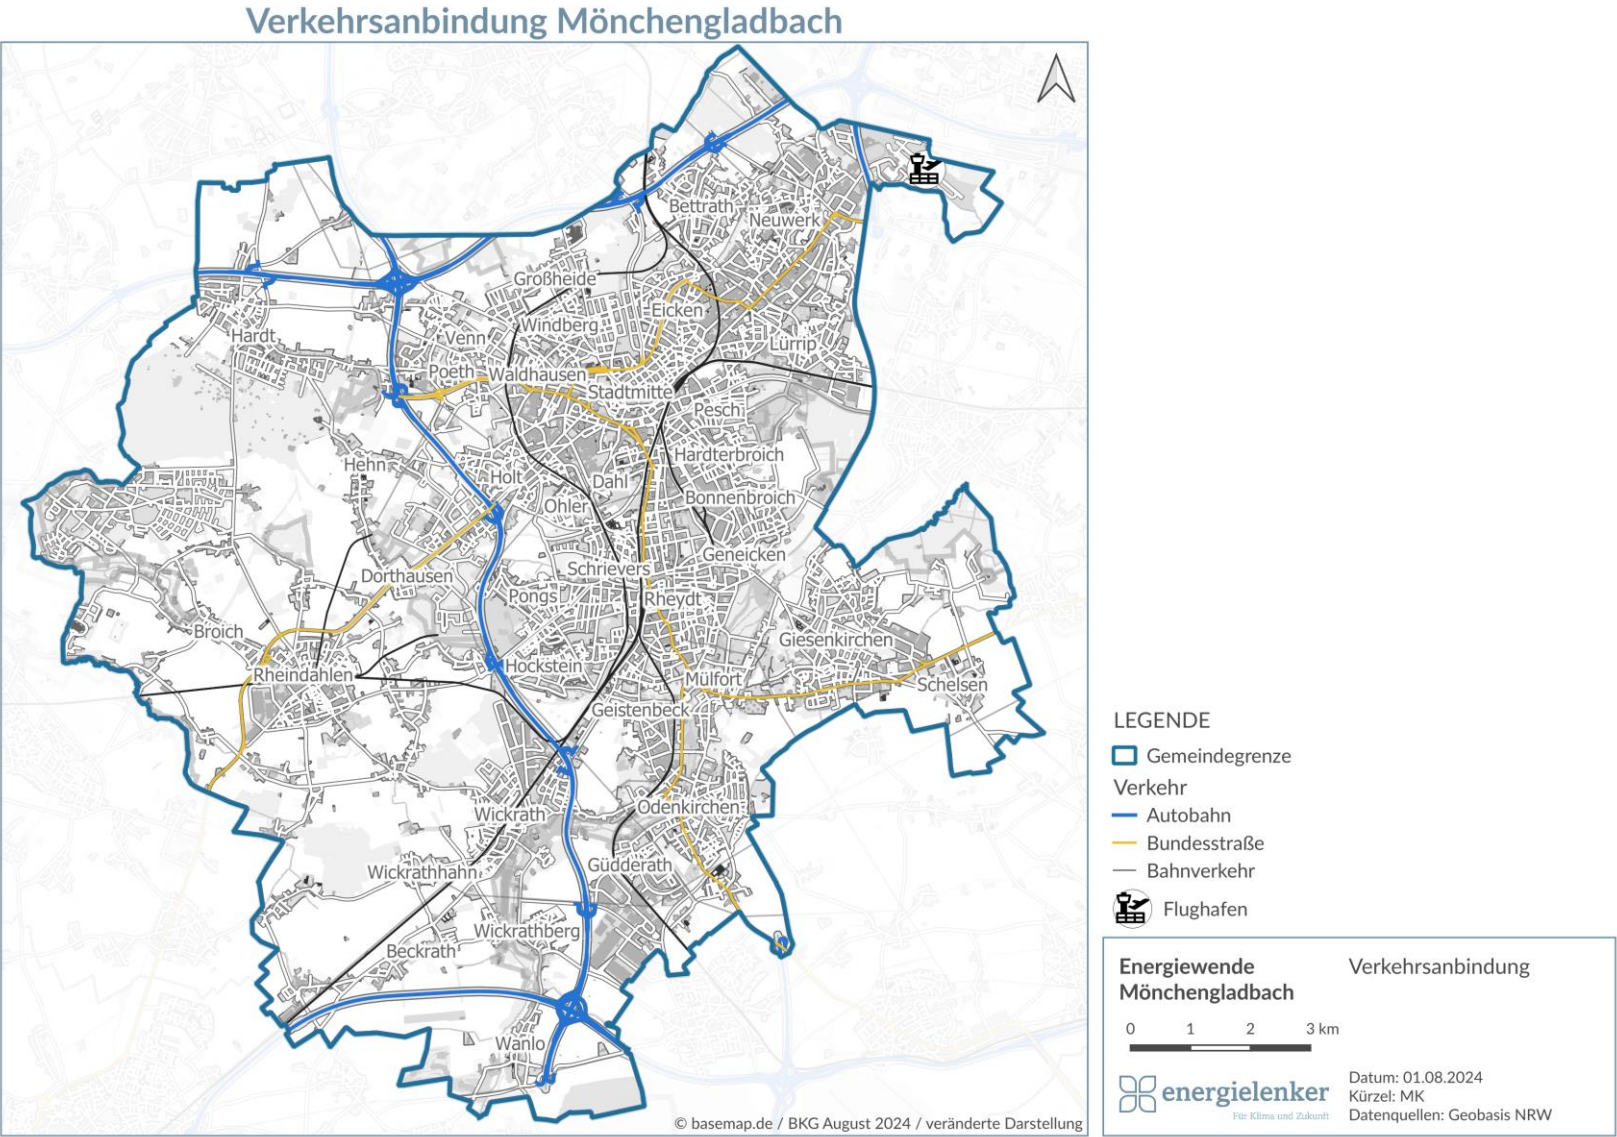 Verkehrsanbindung Mönchengladbach
Bettrath
Neuwerk
Großheide
Eicken
Windberg
Hardt
Venn
Lürrip
Poeth
Waldhausen
Stadtmitte
Pesch
Hardterbroich
Hehn
Holt
Dahl
Bonnenbroich
Ohler
Geneicken
Schrievers
Dorthausen
Pongs
Rheydt
Broich
Giesenkirchen
Hockstein
Rheindahlen
Mülfort
Schelsen
Geistenbeck
Wickrath
Odenkirchen
Güdderath
Wickrathhahn
Wickrathberg
Beckrath
Wanlo
© basemap.de / BKG August 2024 / veränderte Darstellung
LEGENDE
Gemeindegrenze
Verkehr
Autobahn
Bundesstraße
Bahnverkehr
Flughafen
Energiewende
Mönchengladbach
Verkehrsanbindung
0 1 2 3 km
energielenker
Für Klima und Zukunft
Datum: 01.08.2024
Kürzel: MK
Datenquellen: Geobasis NRW